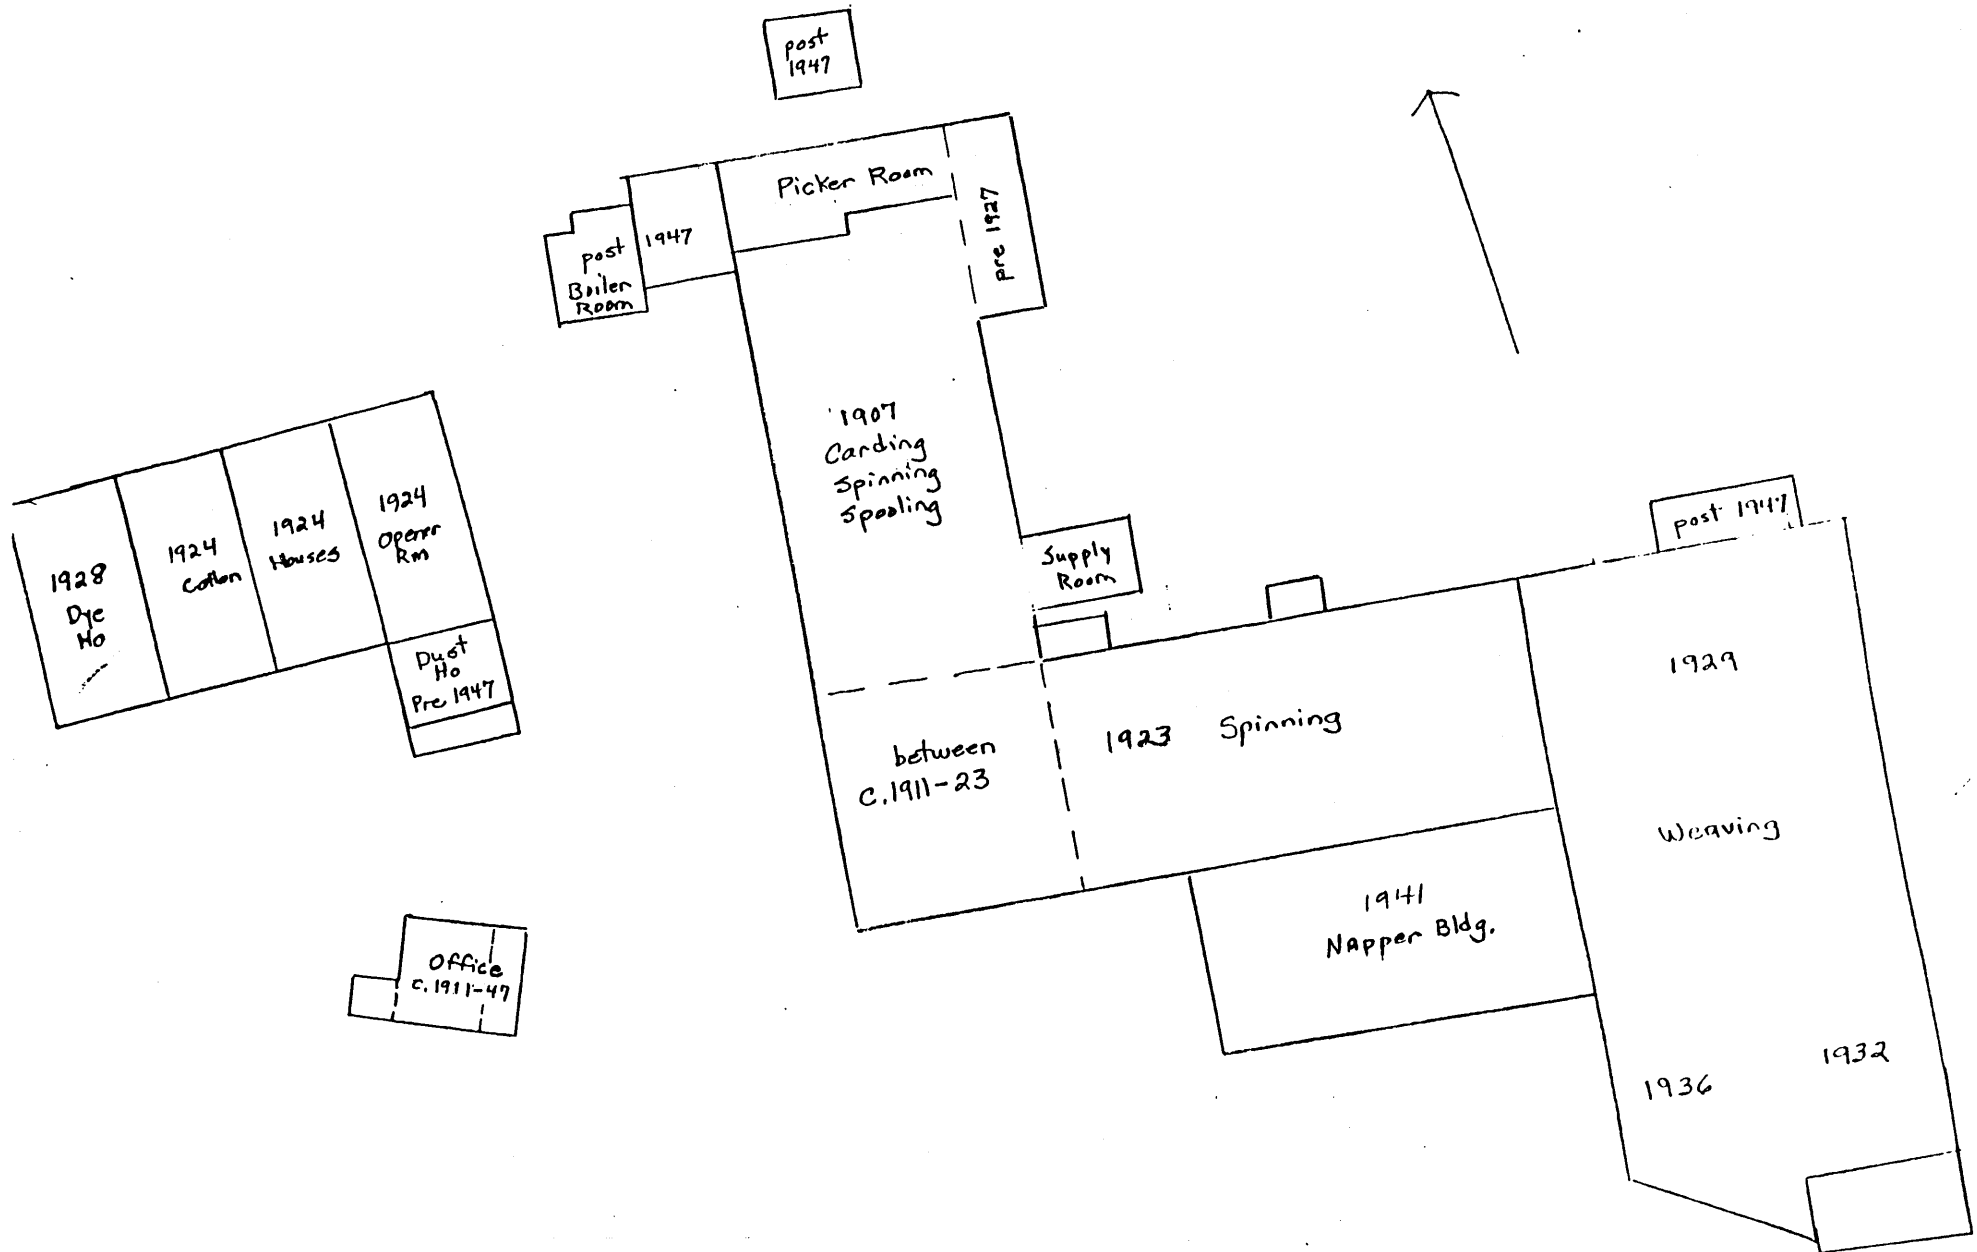 post
1947
Picker Room
pre 1927
post 1947
Boiler
Room
1907
Carding
Spinning
Spooling
Supply
Room
1928
Dye
Ho
1924
Cotton
1924
Houses
1924
Opener
Rm
Dust
Ho
Pre 1947
post 1947
1929
Weaving
1923 Spinning
between
c.1911-23
1941
Napper Bldg.
Office
c.1911-47
1936
1932